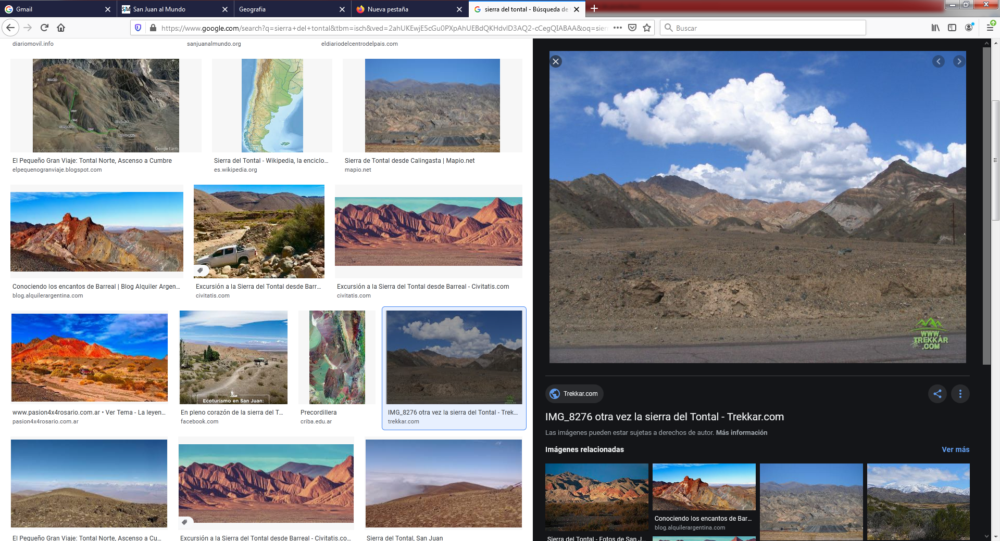 Gmail
San Juan al Mundo
Geografía
Nueva pestaña
sierra del tontal - Búsqueda de
https://www.google.com/search?q=sierra+del+tontal&tbm=isch&ved=2ahUKEwjE5cGu0PXpAhUEBdQKHdvlD3AQ2-cCegQIABAA&oq=sierr
Buscar
diariomovil.info
sanjuanalmundo.org
eldiariodelcentrodelpais.com
Google Earth
El Pequeño Gran Viaje: Tontal Norte, Ascenso a Cumbre
elpequenogranviaje.blogspot.com
Sierra del Tontal - Wikipedia, la enciclo...
es.wikipedia.org
Sierra de Tontal desde Calingasta | Mapio.net
mapio.net
Conociendo los encantos de Barreal | Blog Alquiler Argen...
blog.alquilerargentina.com
Excursión a la Sierra del Tontal desde Barr...
civitatis.com
Excursión a la Sierra del Tontal desde Barreal - Civitatis.com
civitatis.com
Ecoturismo en San Juan:
www.pasion4x4rosario.com.ar • Ver Tema - La leyen...
pasion4x4rosario.com.ar
En pleno corazón de la sierra del T...
facebook.com
Precordillera
criba.edu.ar
IMG_8276 otra vez la sierra del Tontal - Trek...
trekkar.com
El Pequeño Gran Viaje: Tontal Norte, Ascenso a Cu...
Excursión a la Sierra del Tontal desde Barreal - Civitatis.co...
Sierra del Tontal, San Juan
WWW.
TREKKAR
.COM
Trekkar.com
IMG_8276 otra vez la sierra del Tontal - Trekkar.com
Las imágenes pueden estar sujetas a derechos de autor. Más información
Imágenes relacionadas
Ver más
Conociendo los encantos de Bar...
blog.alquilerargentina.com
Sierra del Tontal - Fotos de San J...